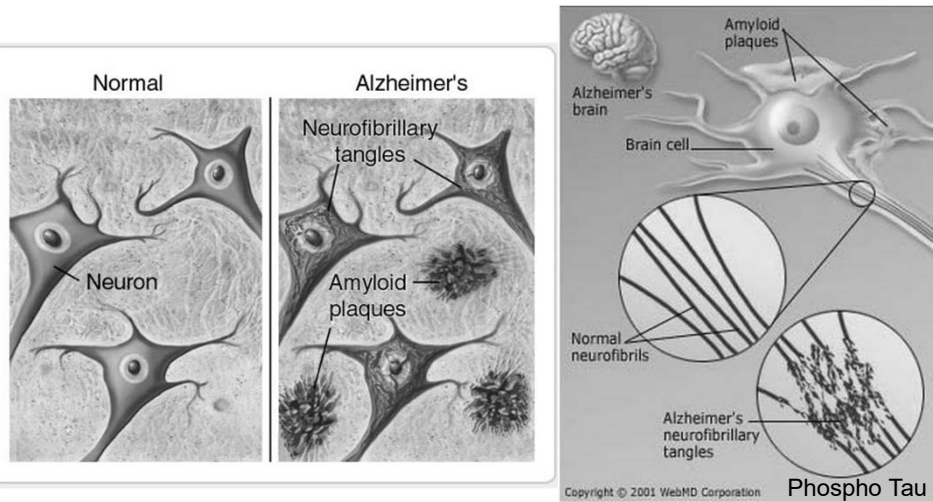 Normal
Alzheimer's
Neurofibrillary
tangles
Neuron
Amyloid
plaques
Amyloid
plaques
Alzheimer's
brain
Brain cell
Normal
neurofibrils
Alzheimer's
neurofibrillary
tangles
Copyright © 2001 WebMD Corporation
Phospho Tau